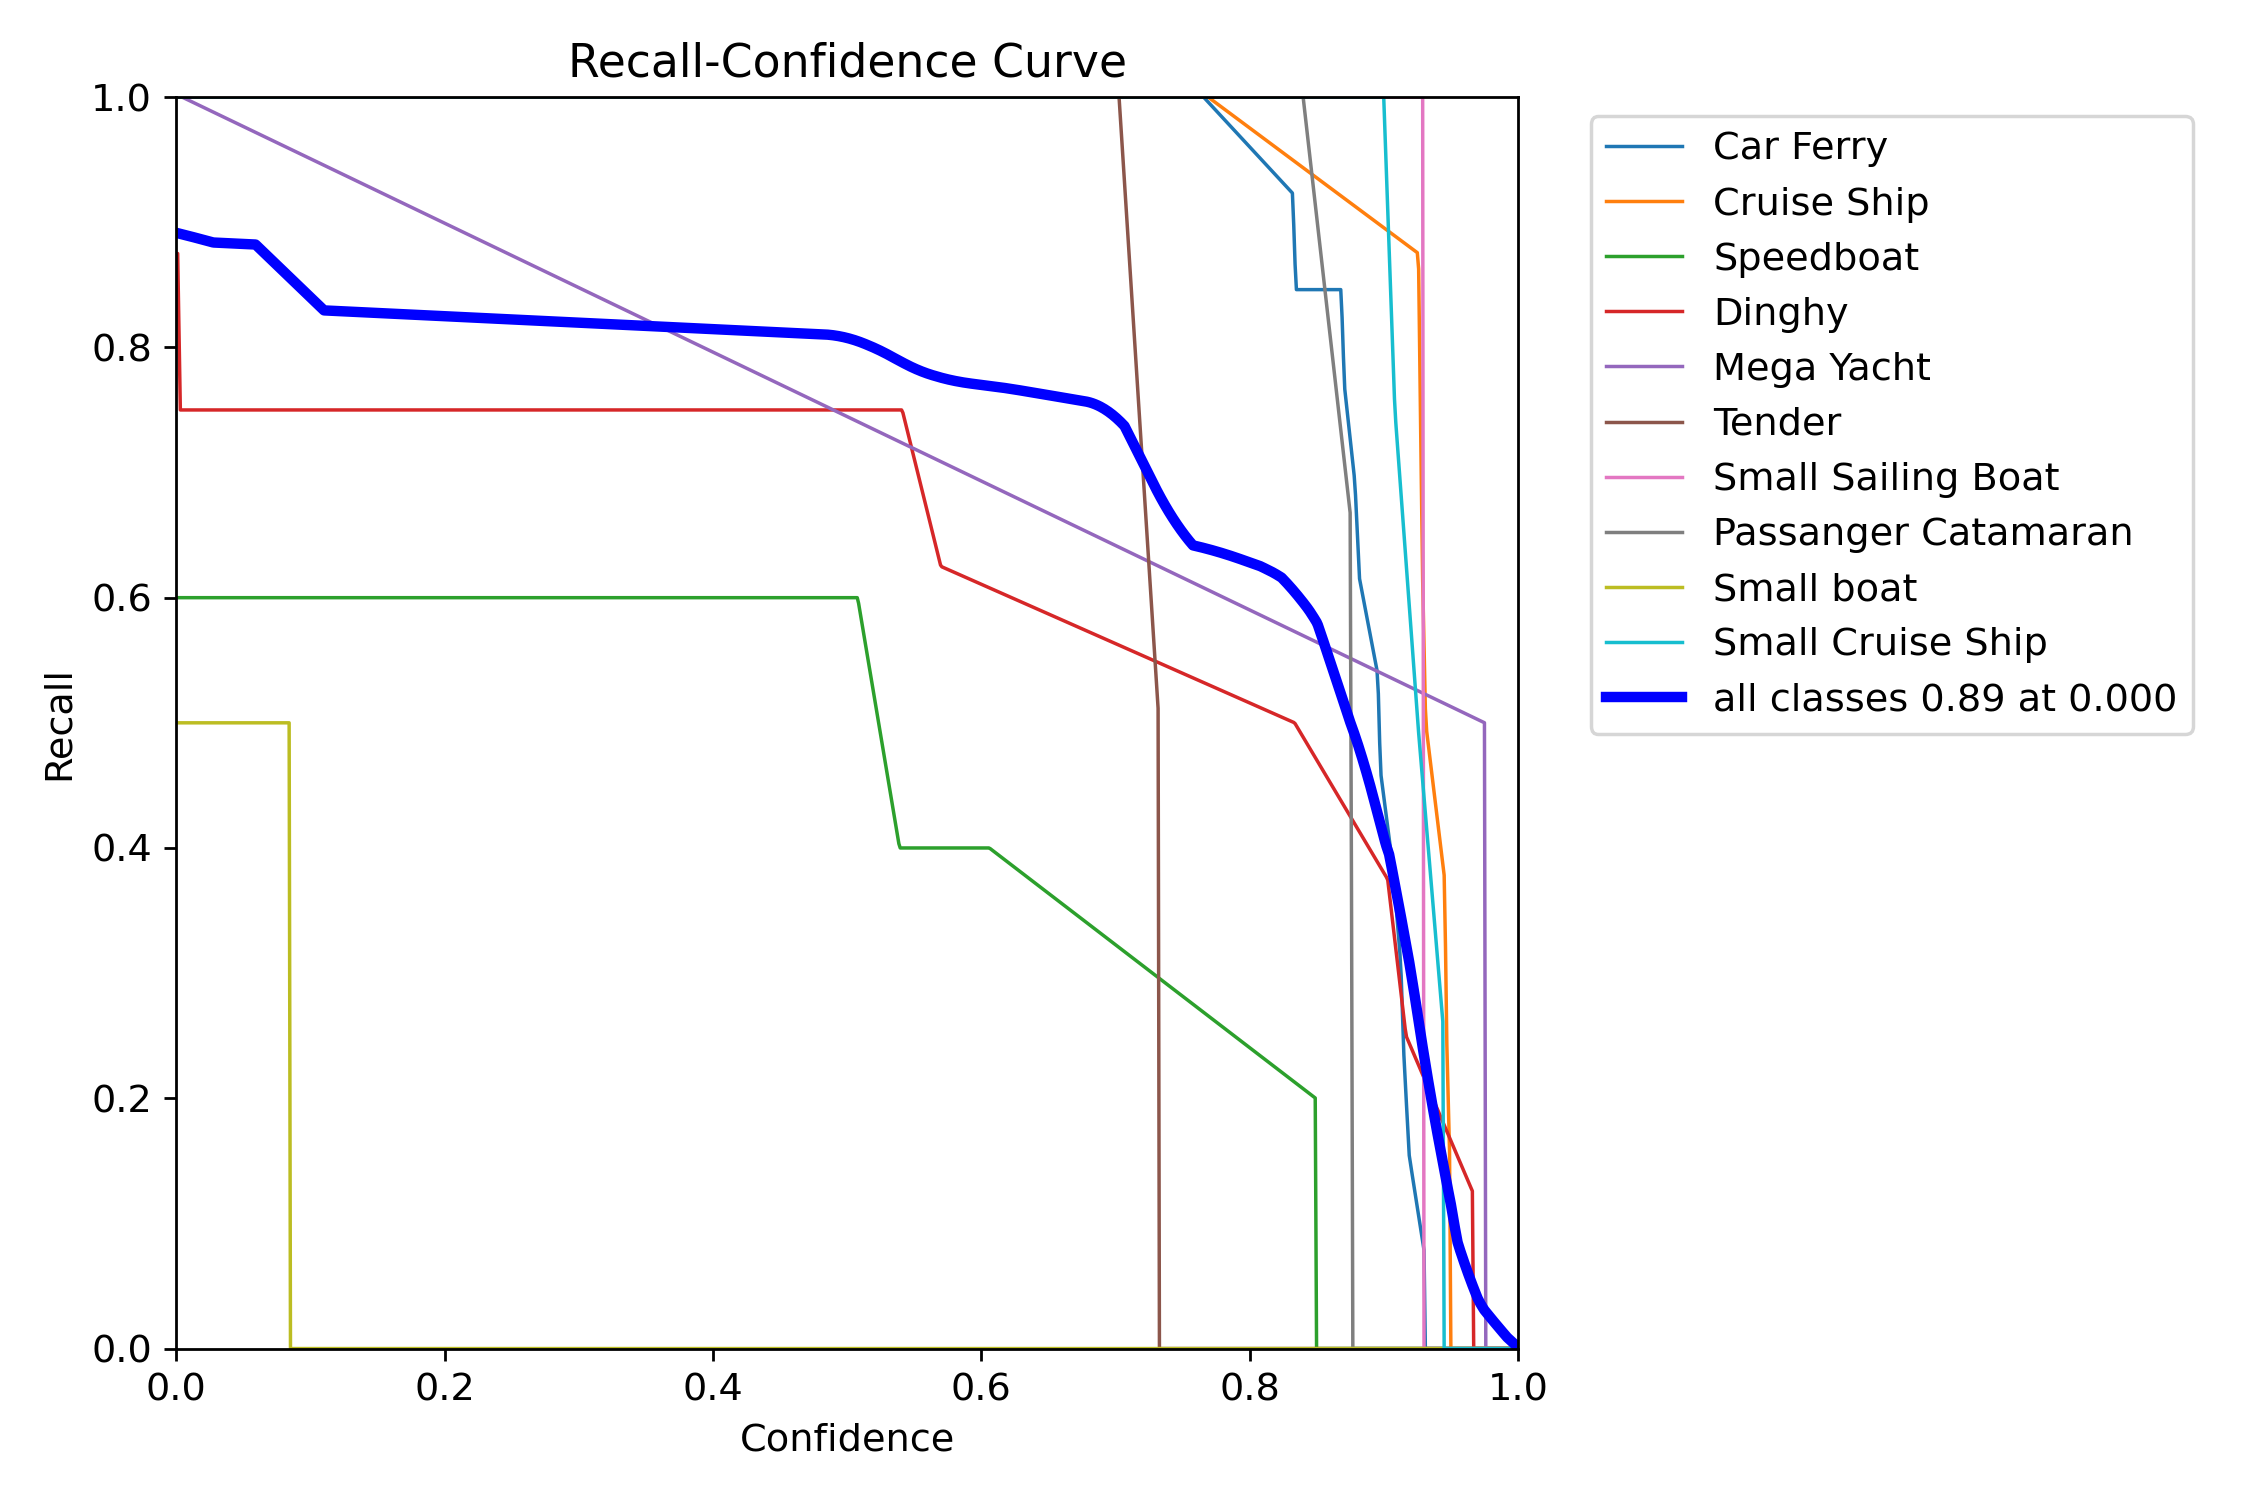 Recall-Confidence Curve
1.0
0.8
0.6
0.4
0.2
0.0
Recall
0.0 0.2 0.4 0.6 0.8 1.0
Confidence
Car Ferry
Cruise Ship
Speedboat
Dinghy
Mega Yacht
Tender
Small Sailing Boat
Passanger Catamaran
Small boat
Small Cruise Ship
all classes 0.89 at 0.000